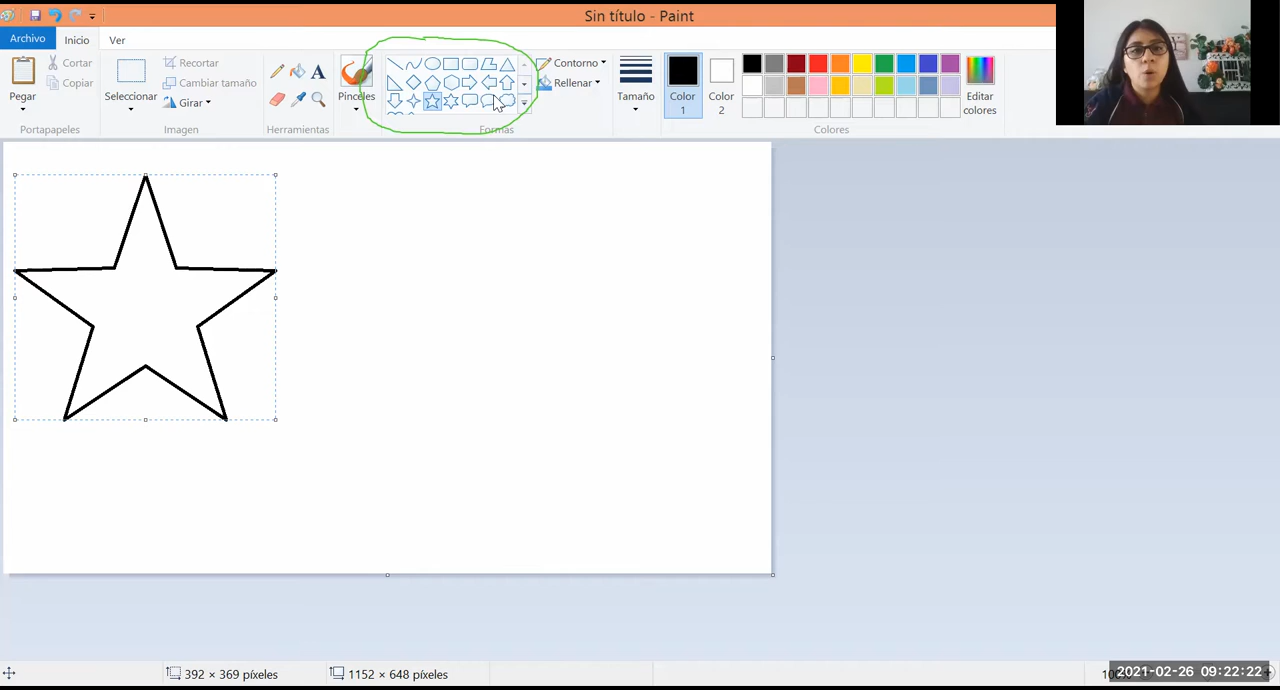 Sin título - Paint
Archivo
Inicio
Ver
Pegar
Cortar
Copiar
Portapapeles
Seleccionar
Recortar
Cambiar tamaño
Girar
Imagen
A
Herramientas
Pinceles
Contorno
Rellenar
Formas
Tamaño
Color
1
Color
2
Editar
colores
Colores
392 × 369 píxeles
1152 × 648 píxeles
2021-02-26 09:22:22